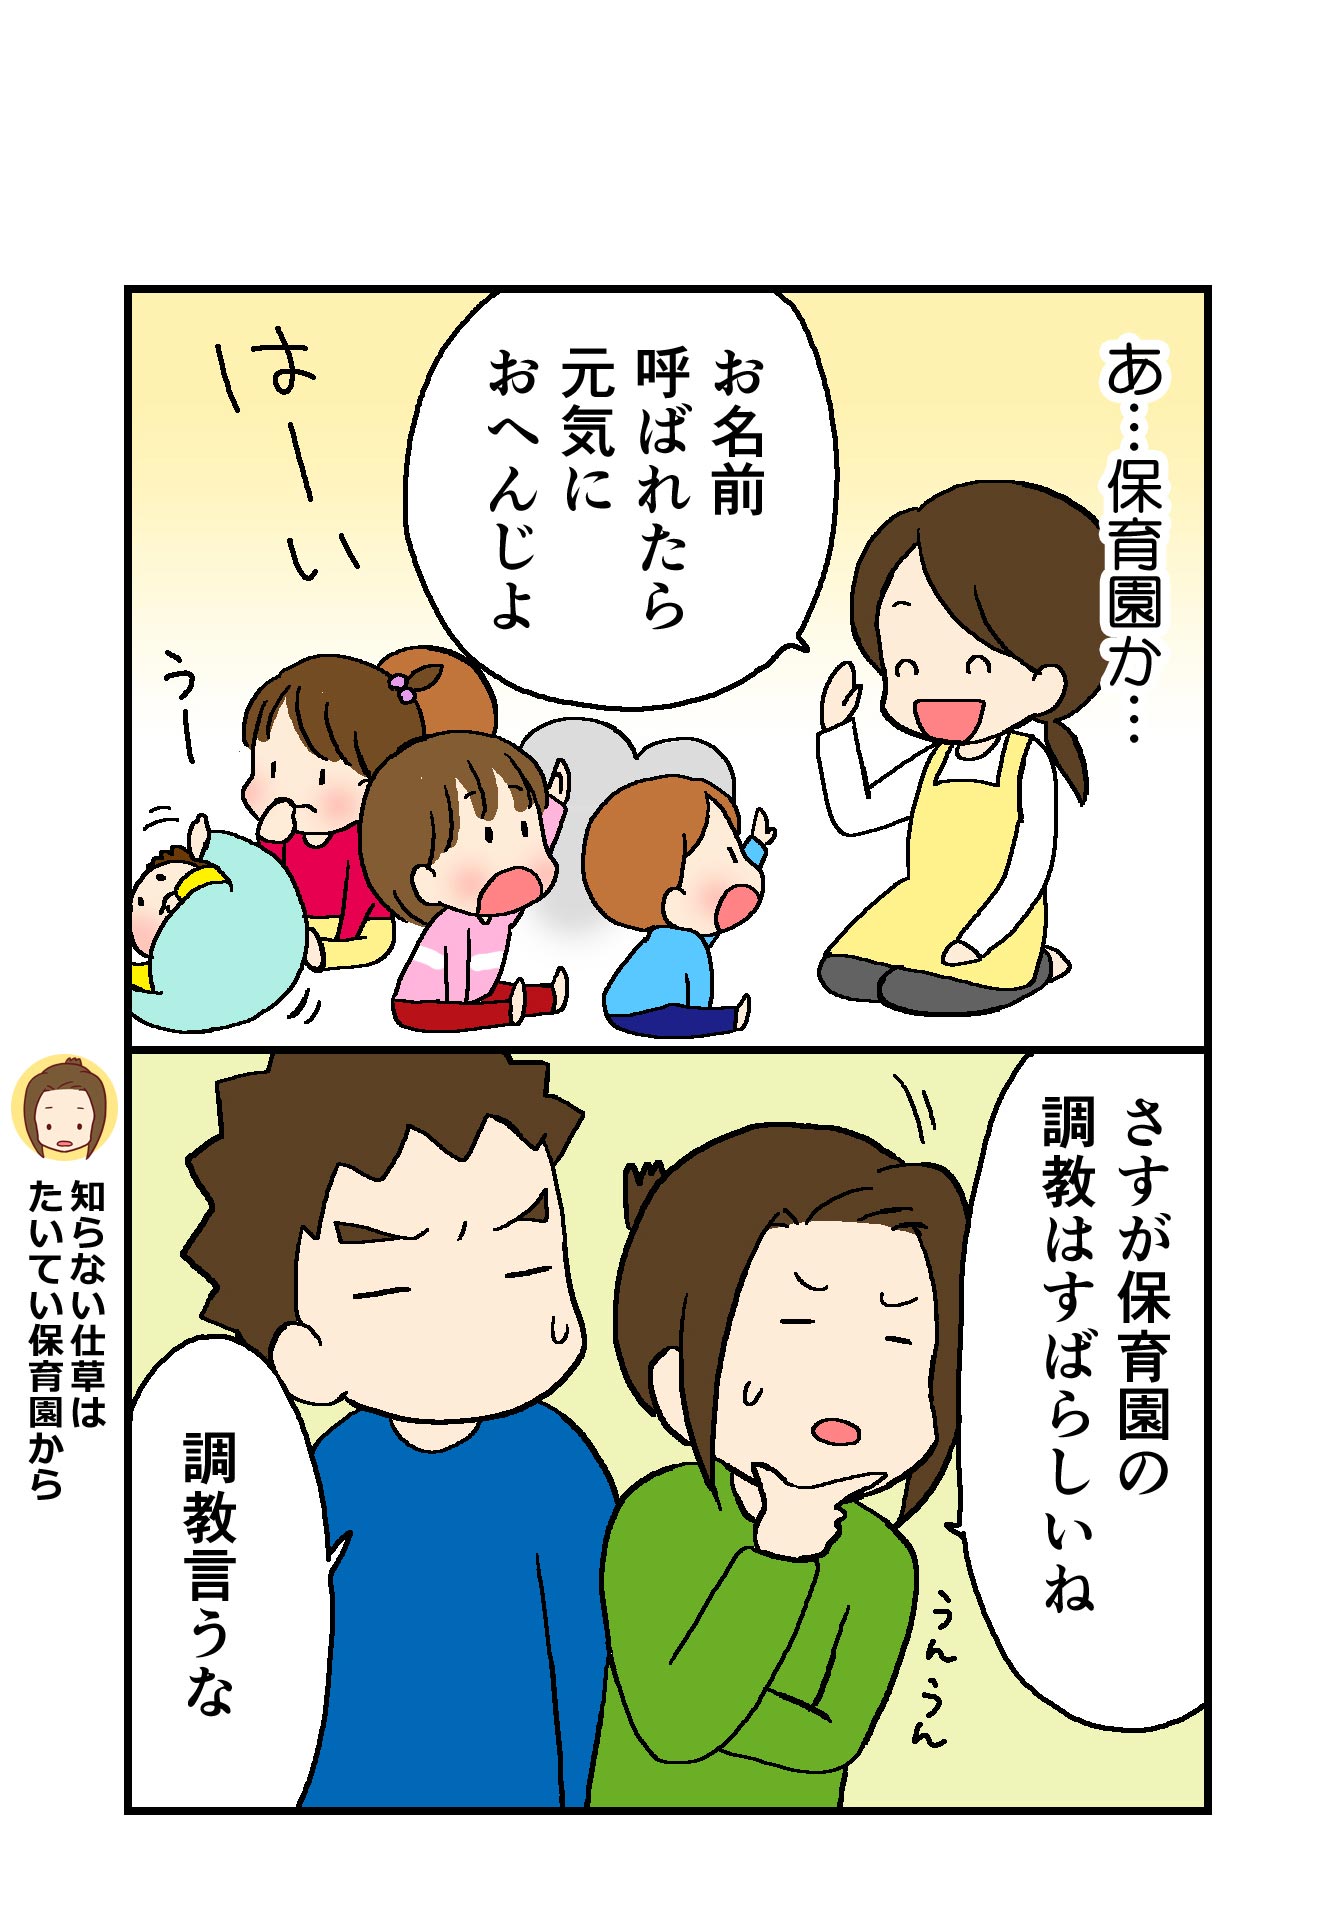 あ…保育園か…
お名前
呼ばれたら
元気に
おへんじよ
はーい
うー
さすが保育園の
調教はすばらしいね
うんうん
調教言うな
知らない仕草は
たいてい保育園から